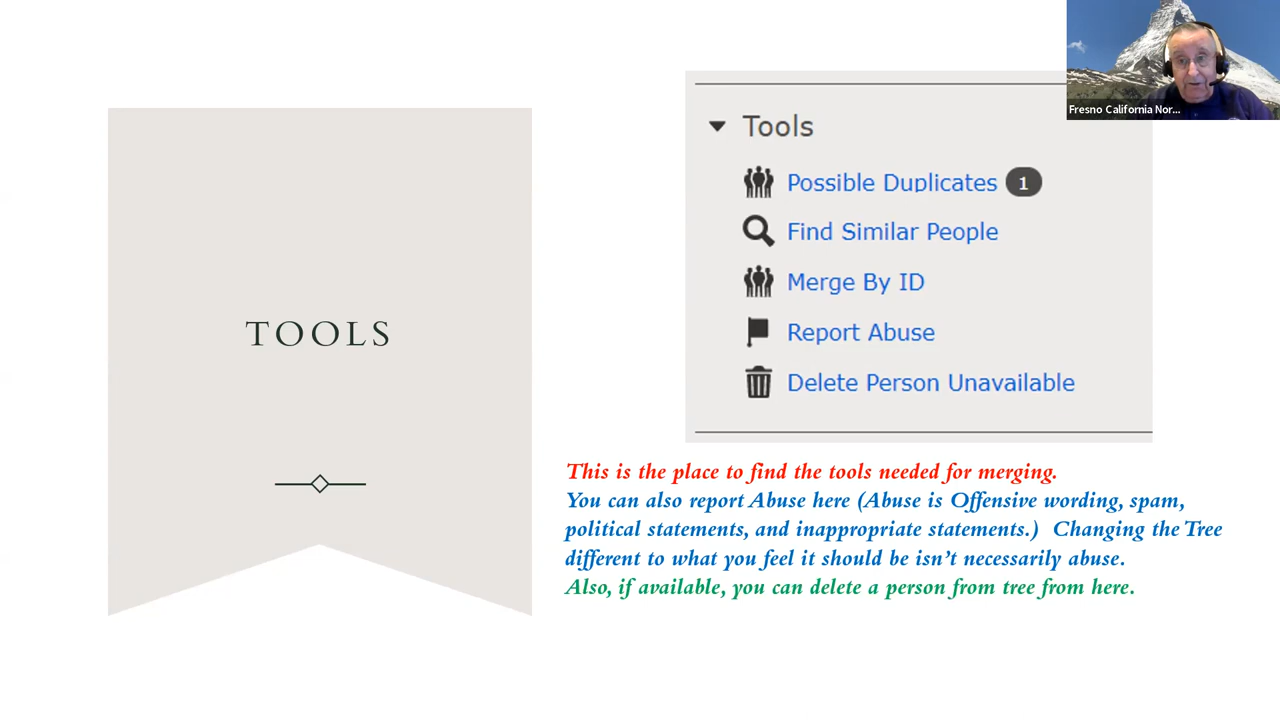 TOOLS
Tools
Possible Duplicates 1
Find Similar People
Merge By ID
Report Abuse
Delete Person Unavailable
This is the place to find the tools needed for merging.
You can also report Abuse here (Abuse is Offensive wording, spam,
political statements, and inappropriate statements.)  Changing the Tree
different to what you feel it should be isn't necessarily abuse.
Also, if available, you can delete a person from tree from here.
Fresno California Nor...